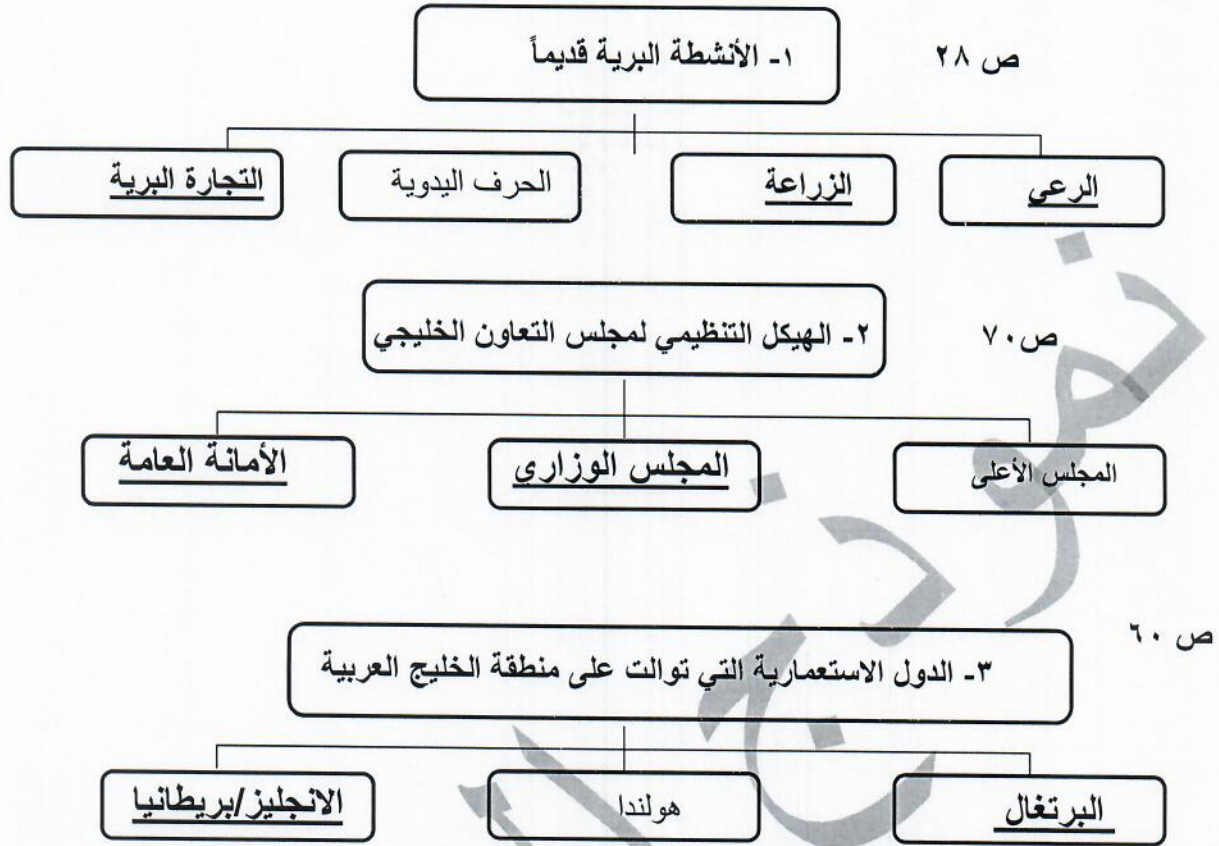 ص ٢٨
١- الأنشطة البرية قديماً
الرعي
الزراعة
الحرف اليدوية
التجارة البرية
ص٧٠
٢- الهيكل التنظيمي لمجلس التعاون الخليجي
المجلس الأعلى
المجلس الوزاري
الأمانة العامة
ص ٦٠
٣- الدول الاستعمارية التي توالت على منطقة الخليج العربية
البرتغال
هولندا
الانجليز/بريطانيا
نموذج